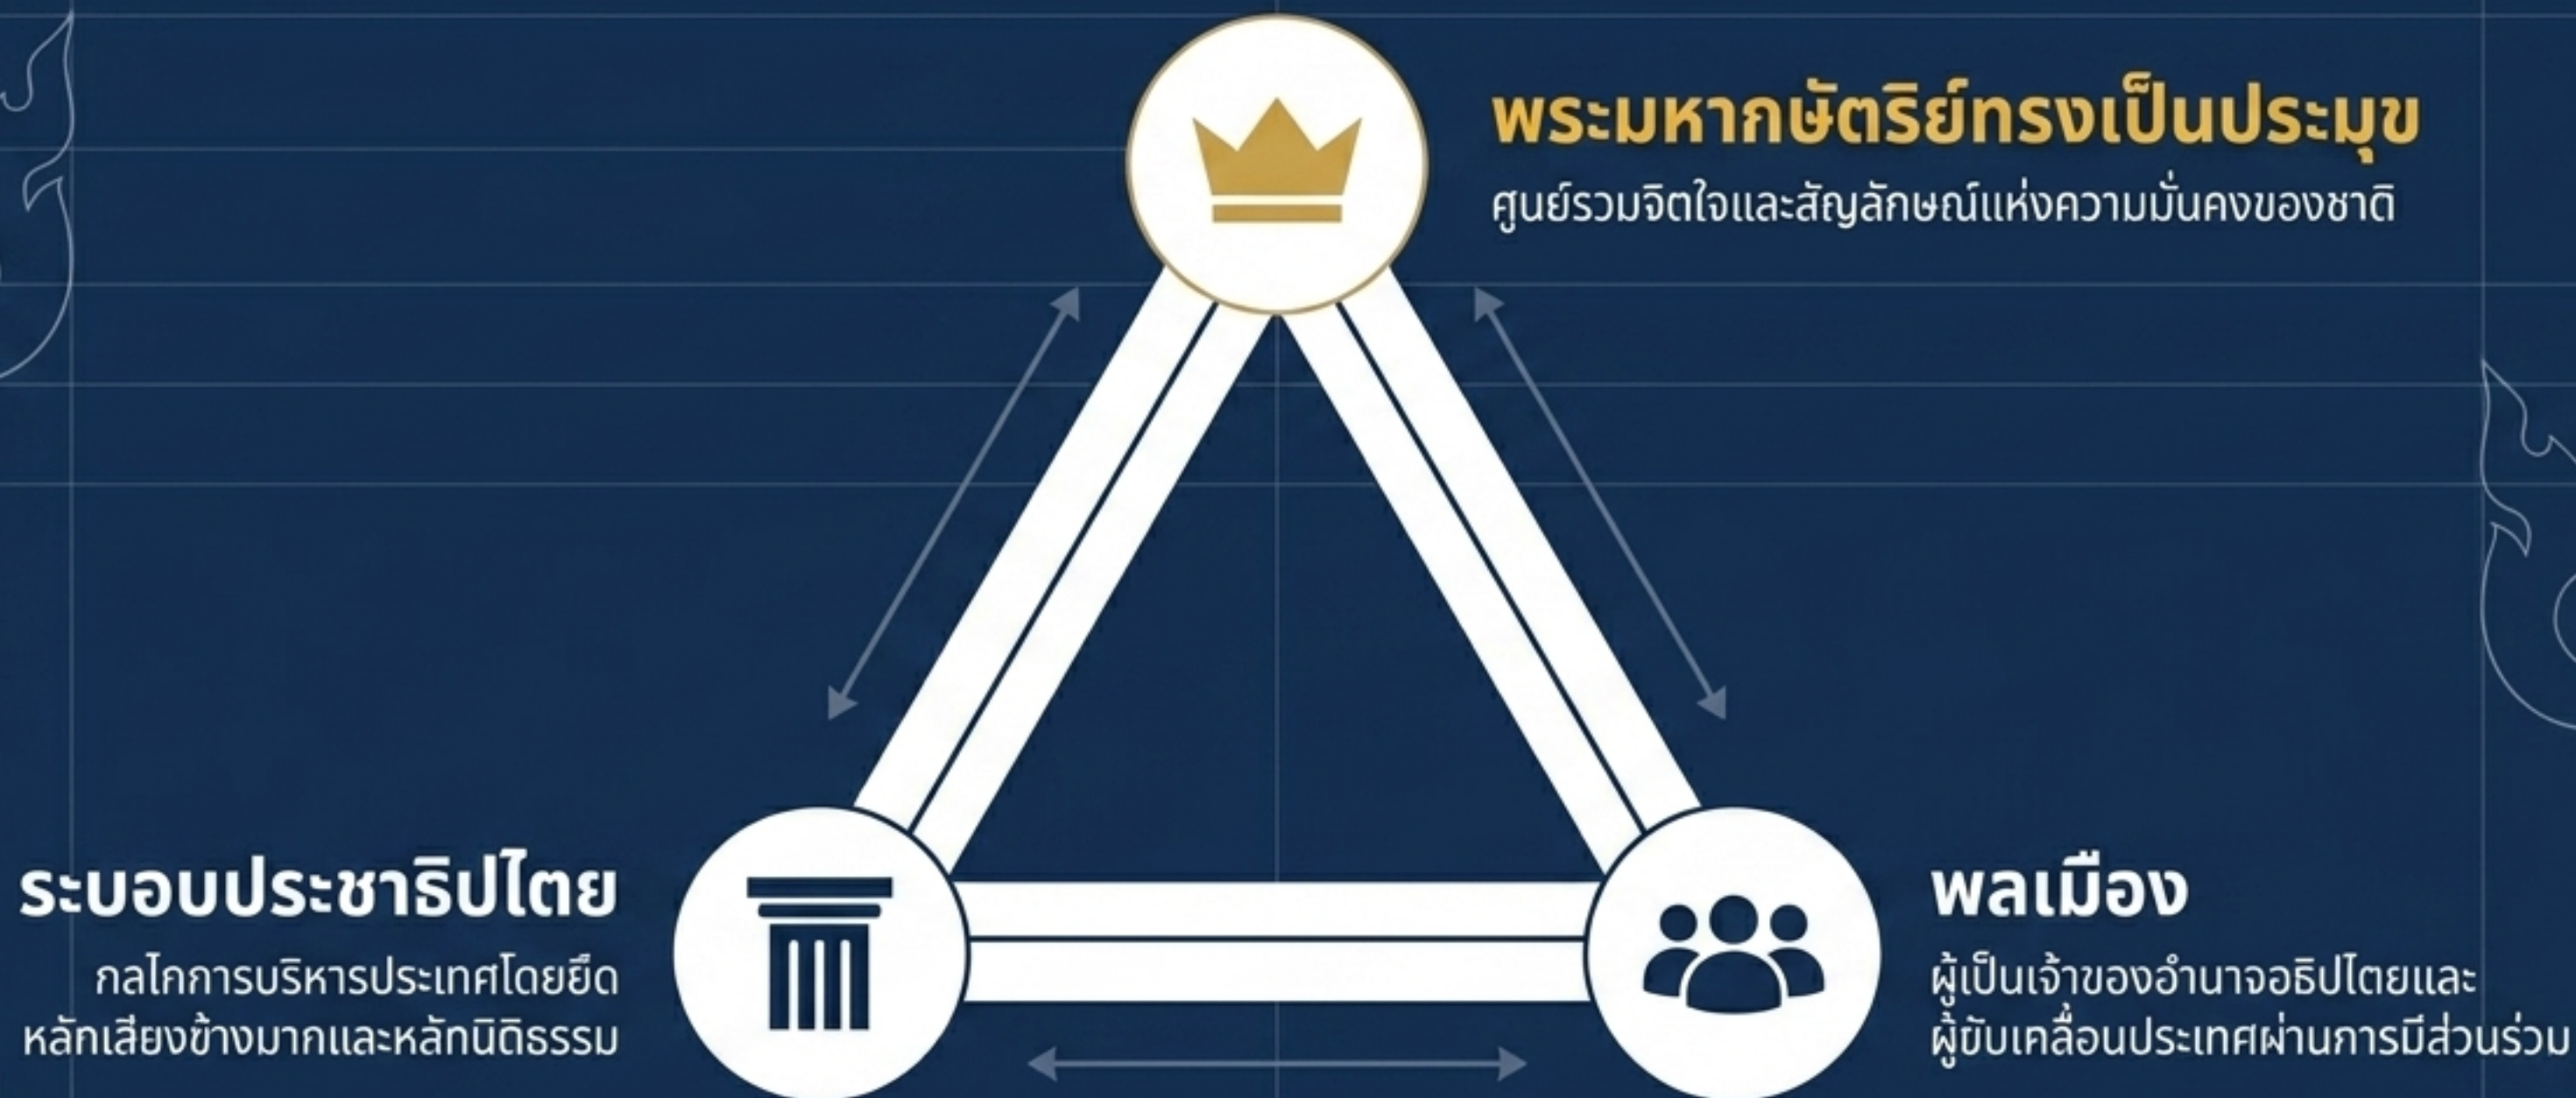 พระมหากษัตริย์ทรงเป็นประมุข
ศูนย์รวมจิตใจและสัญลักษณ์แห่งความมั่นคงของชาติ
ระบอบประชาธิปไตย
กลไกการบริหารประเทศโดยยึด
หลักเสียงข้างมากและหลักนิติธรรม
พลเมือง
ผู้เป็นเจ้าของอำนาจอธิปไตยและ
ผู้ขับเคลื่อนประเทศผ่านการมีส่วนร่วม